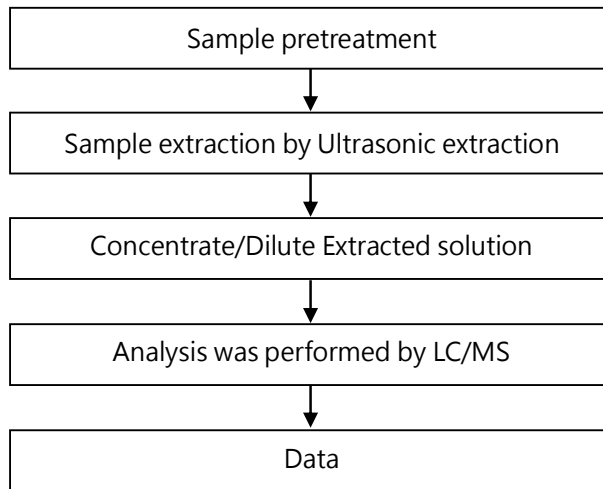 Sample pretreatment
Sample extraction by Ultrasonic extraction
Concentrate/Dilute Extracted solution
Analysis was performed by LC/MS
Data